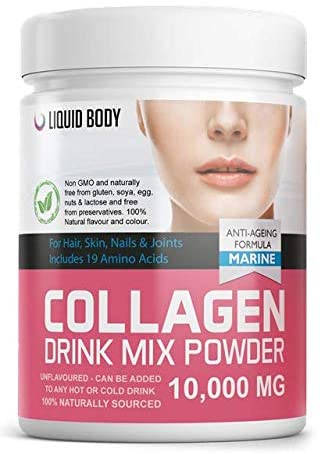 LIQUID BODY
Non GMO and naturally
free from gluten, soya, egg,
nuts & lactose and free
from preservatives. 100%
Natural flavour and colour.
For Hair, Skin, Nails & Joints
Includes 19 Amino Acids
ANTI-AGEING
FORMULA
MARINE
COLLAGEN
DRINK MIX POWDER
UNFLAVOURED - CAN BE ADDED
TO ANY HOT OR COLD DRINK
100% NATURALLY SOURCED
10,000 MG